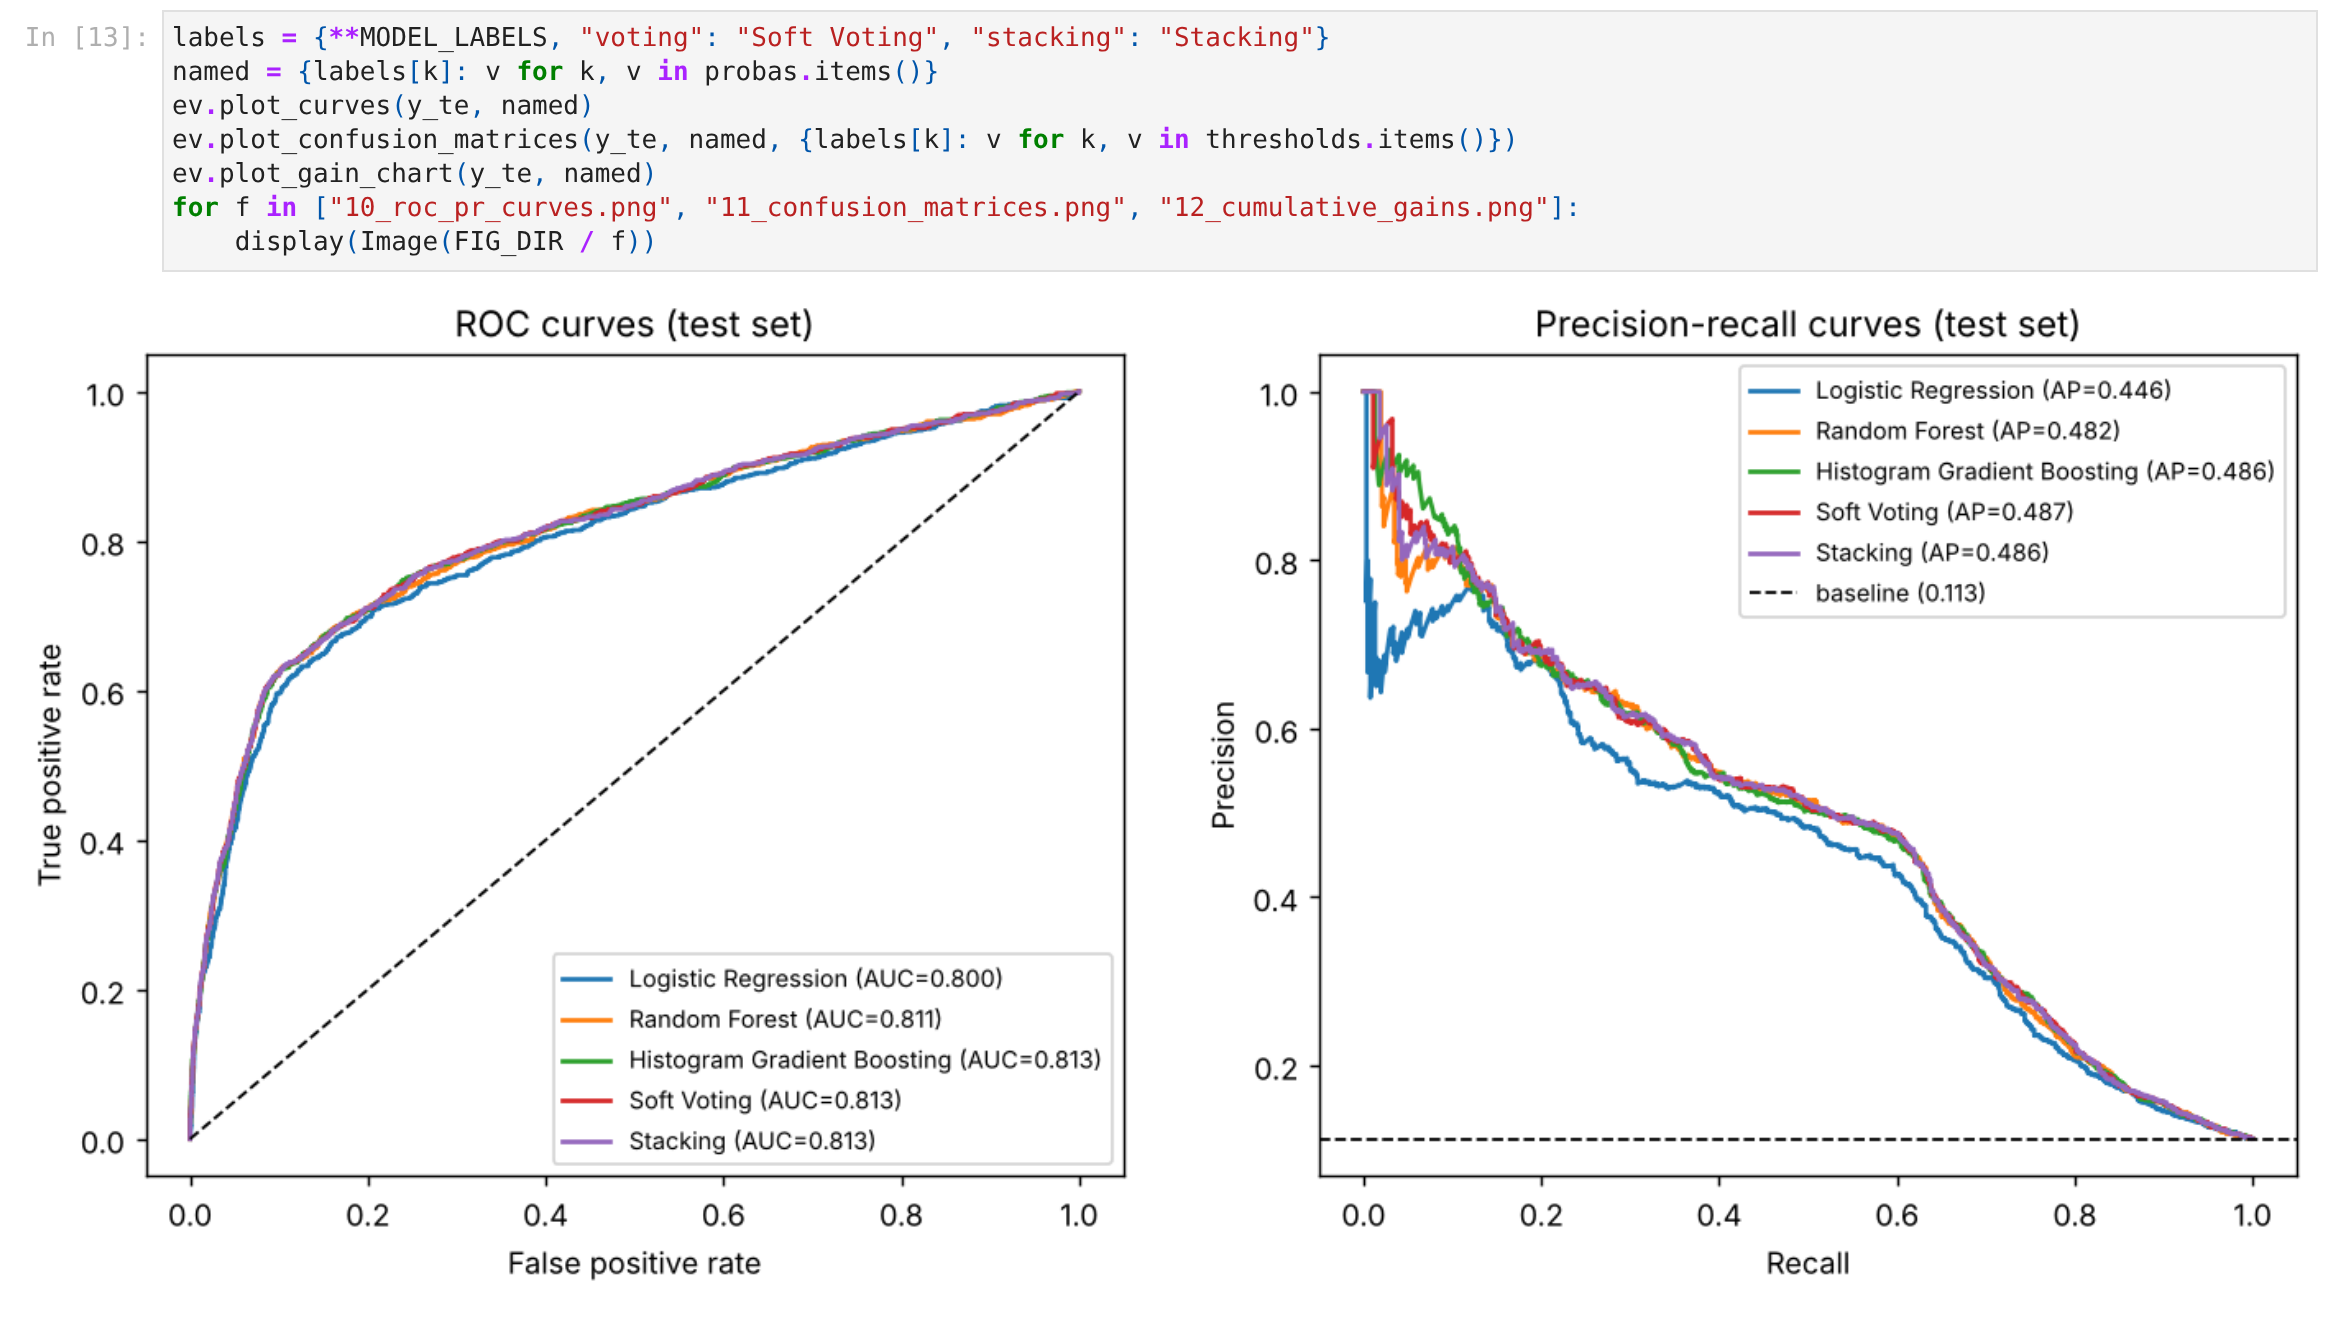 In [13]:
labels = {**MODEL_LABELS, "voting": "Soft Voting", "stacking": "Stacking"}
named = {labels[k]: v for k, v in probas.items()}
ev.plot_curves(y_te, named)
ev.plot_confusion_matrices(y_te, named, {labels[k]: v for k, v in thresholds.items()})
ev.plot_gain_chart(y_te, named)
for f in ["10_roc_pr_curves.png", "11_confusion_matrices.png", "12_cumulative_gains.png"]:
    display(Image(FIG_DIR / f))
ROC curves (test set)
True positive rate
1.0
0.8
0.6
0.4
0.2
0.0
Logistic Regression (AUC=0.800)
Random Forest (AUC=0.811)
Histogram Gradient Boosting (AUC=0.813)
Soft Voting (AUC=0.813)
Stacking (AUC=0.813)
0.0 0.2 0.4 0.6 0.8 1.0
False positive rate
Precision-recall curves (test set)
Precision
1.0
0.8
0.6
0.4
0.2
Logistic Regression (AP=0.446)
Random Forest (AP=0.482)
Histogram Gradient Boosting (AP=0.486)
Soft Voting (AP=0.487)
Stacking (AP=0.486)
baseline (0.113)
0.0 0.2 0.4 0.6 0.8 1.0
Recall